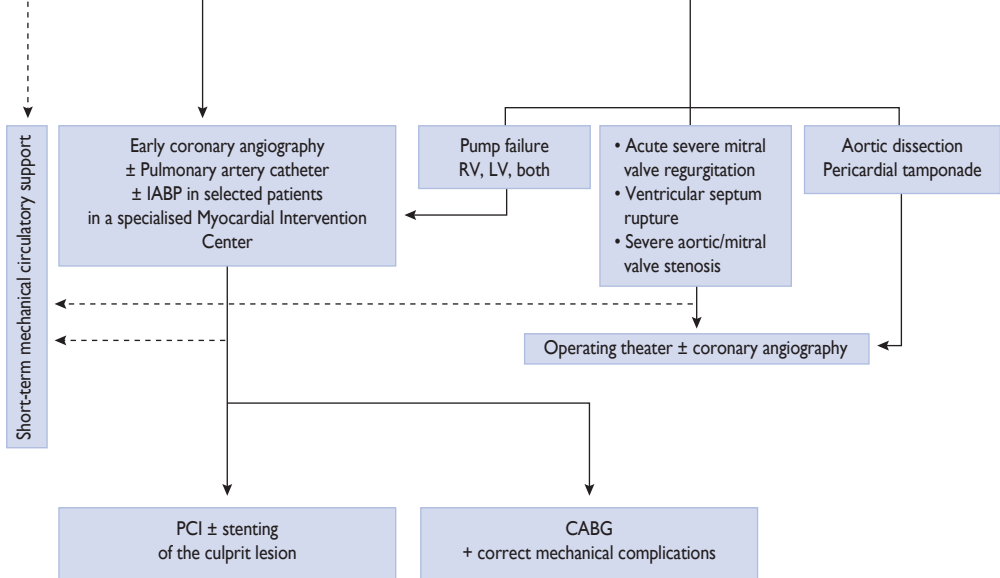 Short-term mechanical circulatory support
Early coronary angiography
± Pulmonary artery catheter
± IABP in selected patients
in a specialised Myocardial Intervention
Center
Pump failure
RV, LV, both
• Acute severe mitral
valve regurgitation
• Ventricular septum
rupture
• Severe aortic/mitral
valve stenosis
Aortic dissection
Pericardial tamponade
Operating theater ± coronary angiography
PCI ± stenting
of the culprit lesion
CABG
+ correct mechanical complications